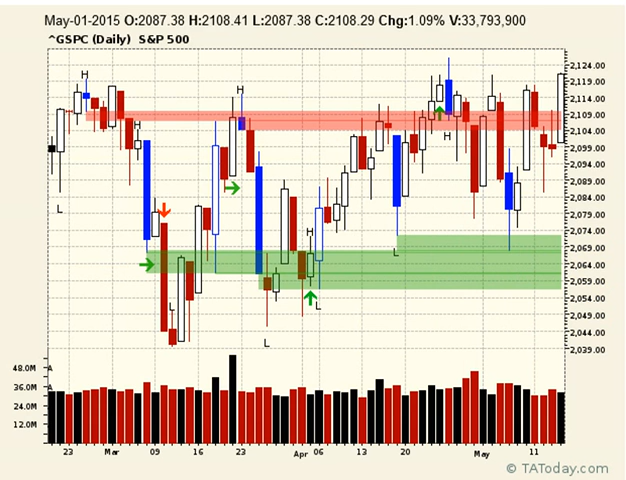 May-01-2015 O:2087.38 H:2108.41 L:2087.38 C:2108.29 Chg:1.09% V:33,793,900
^GSPC (Daily) S&P 500
2,124.00
2,119.00
2,114.00
2,109.00
2,104.00
2,099.00
2,094.00
2,089.00
2,084.00
2,079.00
2,074.00
2,069.00
2,064.00
2,059.00
2,054.00
2,049.00
2,044.00
2,039.00
H
H
H
H
H
L
L
L
L
L
48.0M
36.0M
24.0M
12.0M
A
A
23 Mar 09 16 23 Apr 06 13 20 May 11
© TAToday.com